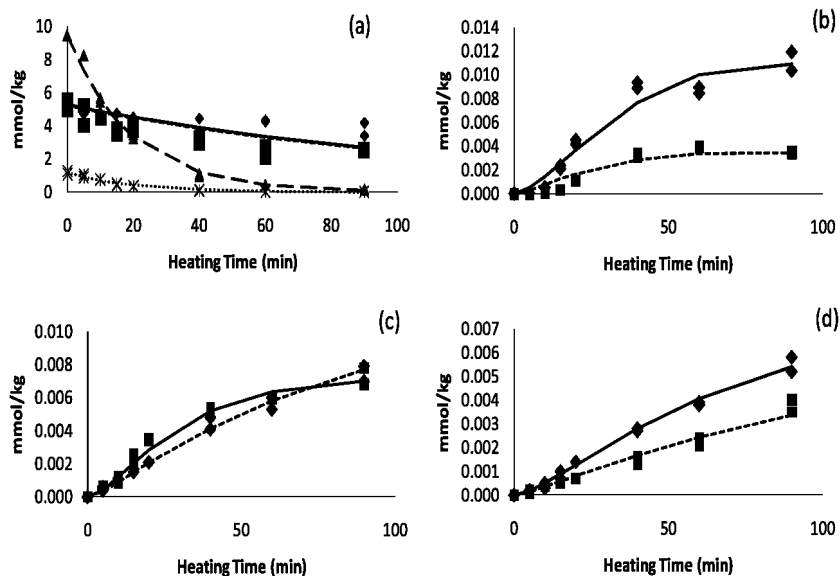 (a)
mmol/kg
10
8
6
4
2
0
0 20 40 60 80 100
Heating Time (min)
(b)
mmol/kg
0.014
0.012
0.010
0.008
0.006
0.004
0.002
0.000
0 50 100
Heating Time (min)
(c)
mmol/kg
0.010
0.008
0.006
0.004
0.002
0.000
0 50 100
Heating Time (min)
(d)
mmol/kg
0.007
0.006
0.005
0.004
0.003
0.002
0.001
0.000
0 50 100
Heating Time (min)